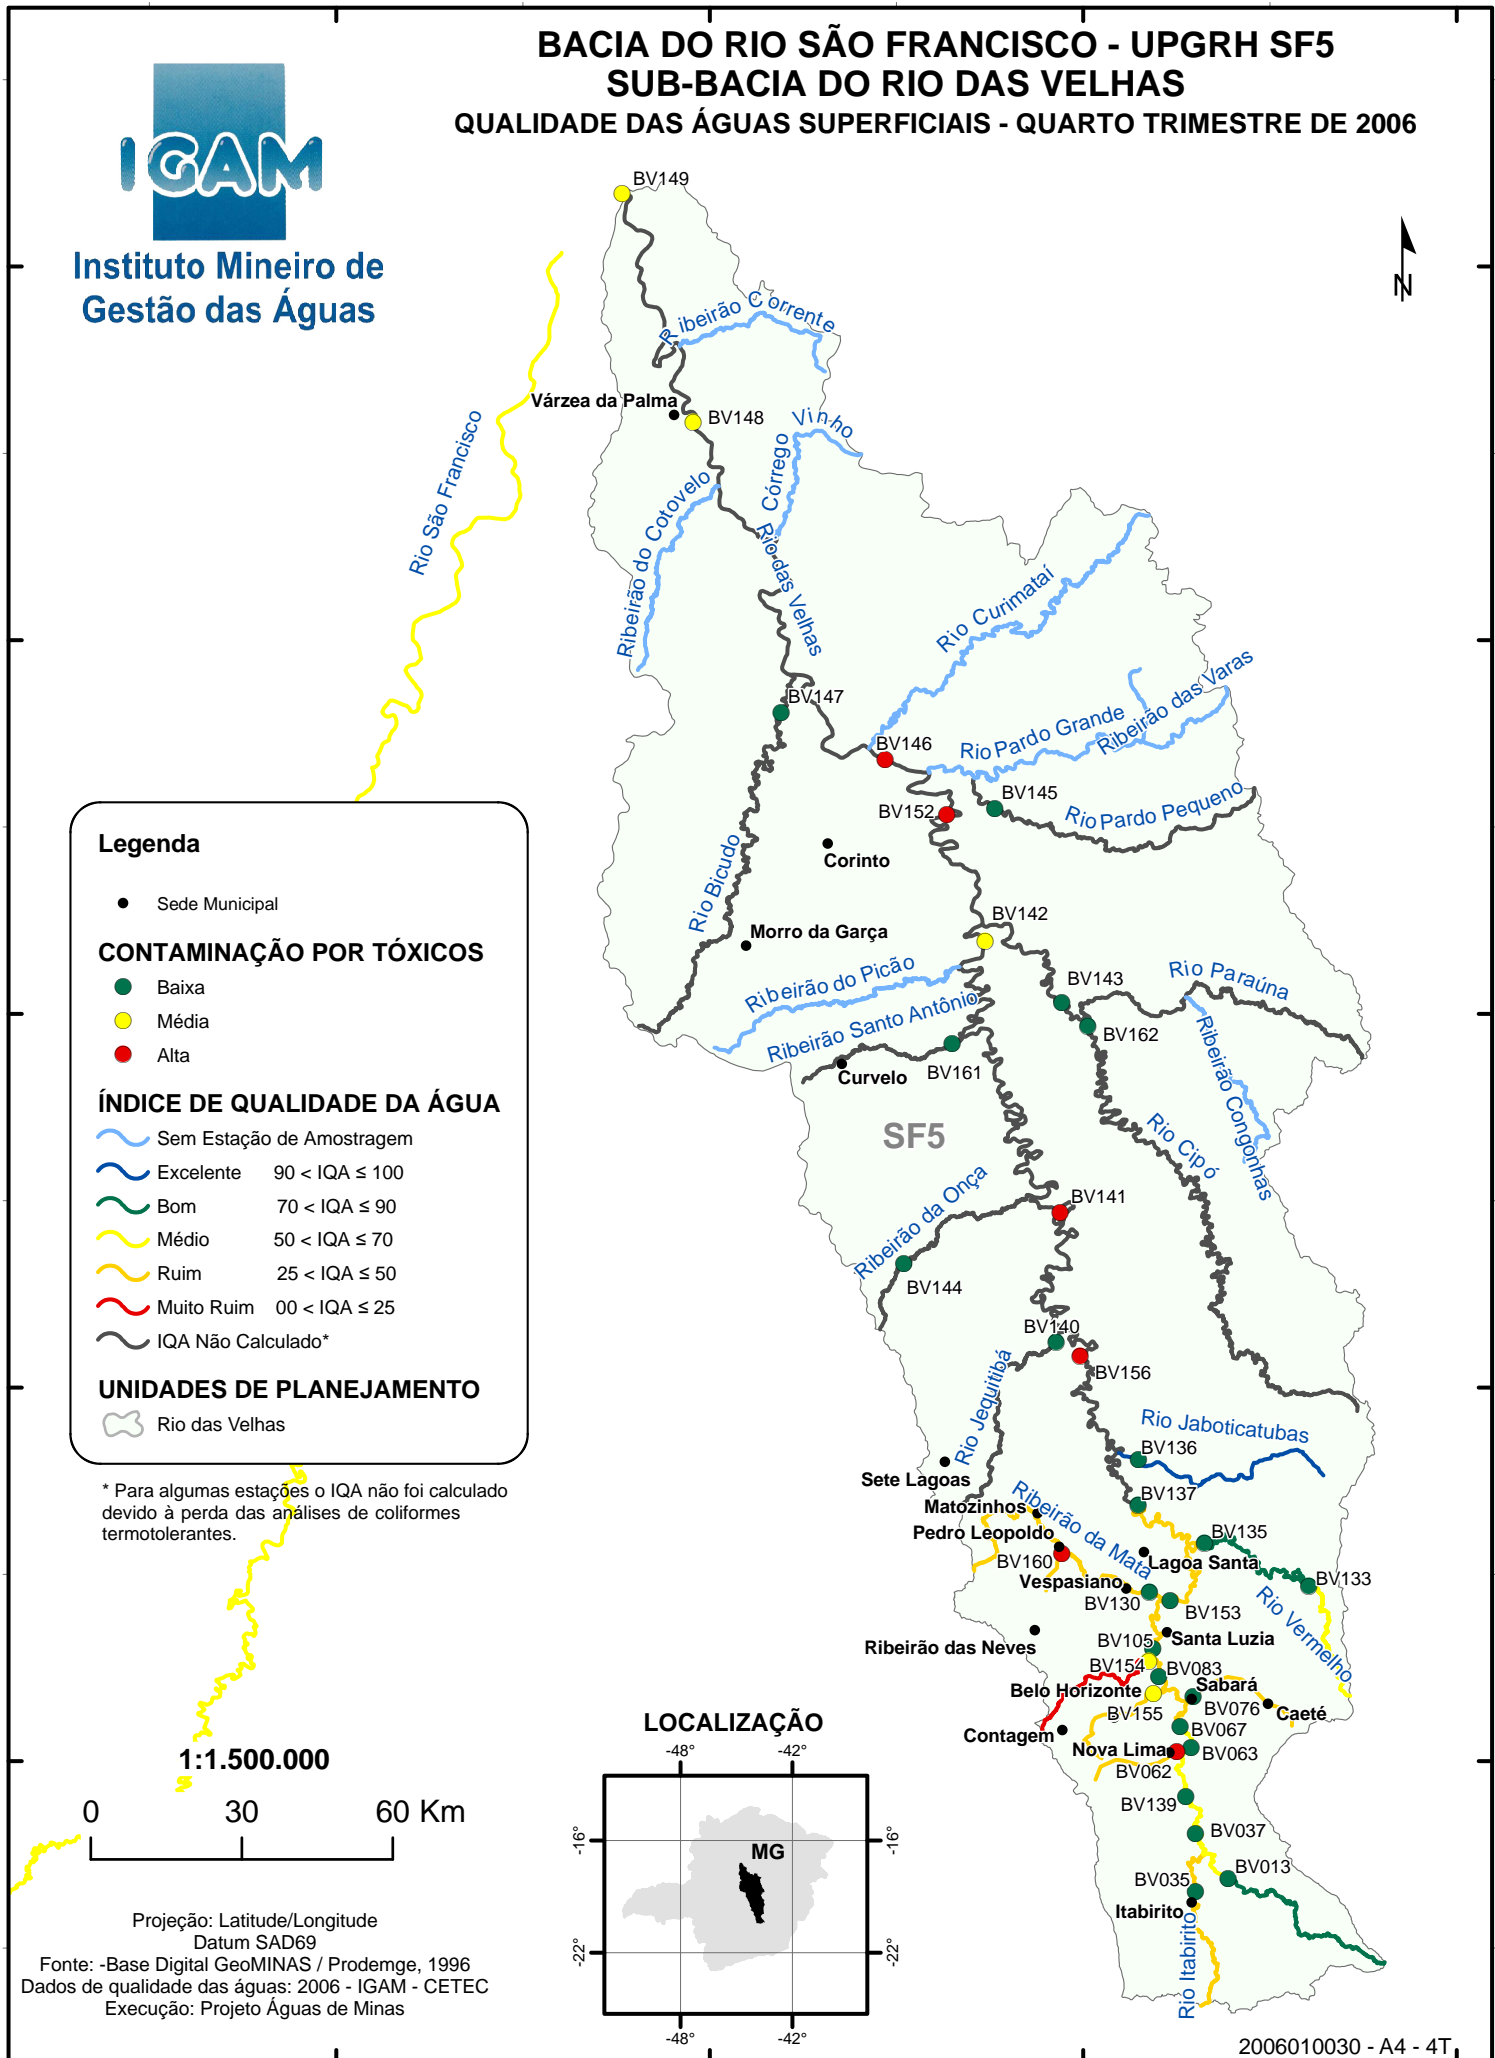 BACIA DO RIO SÃO FRANCISCO - UPGRH SF5
SUB-BACIA DO RIO DAS VELHAS
QUALIDADE DAS ÁGUAS SUPERFICIAIS - QUARTO TRIMESTRE DE 2006
IGAM
Instituto Mineiro de
Gestão das Águas
N
BV149
Ribeirão Corrente
Várzea da Palma
BV148
Córrego Vinho
Rio São Francisco
Ribeirão do Cotovelo
Rio das Velhas
Rio Curimataí
BV147
Ribeirão das Varas
Rio Pardo Grande
BV146
BV145
BV152
Rio Pardo Pequeno
Corinto
Rio Bicudo
BV142
Morro da Garça
Ribeirão do Picão
BV143
Rio Paraúna
Ribeirão Santo Antônio
BV162
Ribeirão Congonhas
Curvelo
BV161
SF5
Rio Cipó
Ribeirão da Onça
BV141
BV144
BV140
BV156
Rio Jequitibá
Rio Jaboticatubas
BV136
Sete Lagoas
BV137
Matozinhos
Ribeirão da Mata
Pedro Leopoldo
BV135
BV160
Lagoa Santa
Vespasiano
BV133
BV130
BV153
Rio Vermelho
Ribeirão das Neves
BV105
Santa Luzia
BV154
BV083
Belo Horizonte
Sabará
BV155
BV076
Caeté
Contagem
BV067
Nova Lima
BV063
BV062
BV139
BV037
BV013
BV035
Itabirito
Rio Itabirito
Legenda
Sede Municipal
CONTAMINAÇÃO POR TÓXICOS
Baixa
Média
Alta
ÍNDICE DE QUALIDADE DA ÁGUA
Sem Estação de Amostragem
Excelente 90 < IQA ≤ 100
Bom 70 < IQA ≤ 90
Médio 50 < IQA ≤ 70
Ruim 25 < IQA ≤ 50
Muito Ruim 00 < IQA ≤ 25
IQA Não Calculado*
UNIDADES DE PLANEJAMENTO
Rio das Velhas
* Para algumas estações o IQA não foi calculado
devido à perda das análises de coliformes
termotolerantes.
1:1.500.000
0 30 60 Km
LOCALIZAÇÃO
-48° -42°
-16° -16°
MG
-22° -22°
-48° -42°
Projeção: Latitude/Longitude
Datum SAD69
Fonte: -Base Digital GeoMINAS / Prodemge, 1996
Dados de qualidade das águas: 2006 - IGAM - CETEC
Execução: Projeto Águas de Minas
2006010030 - A4 - 4T